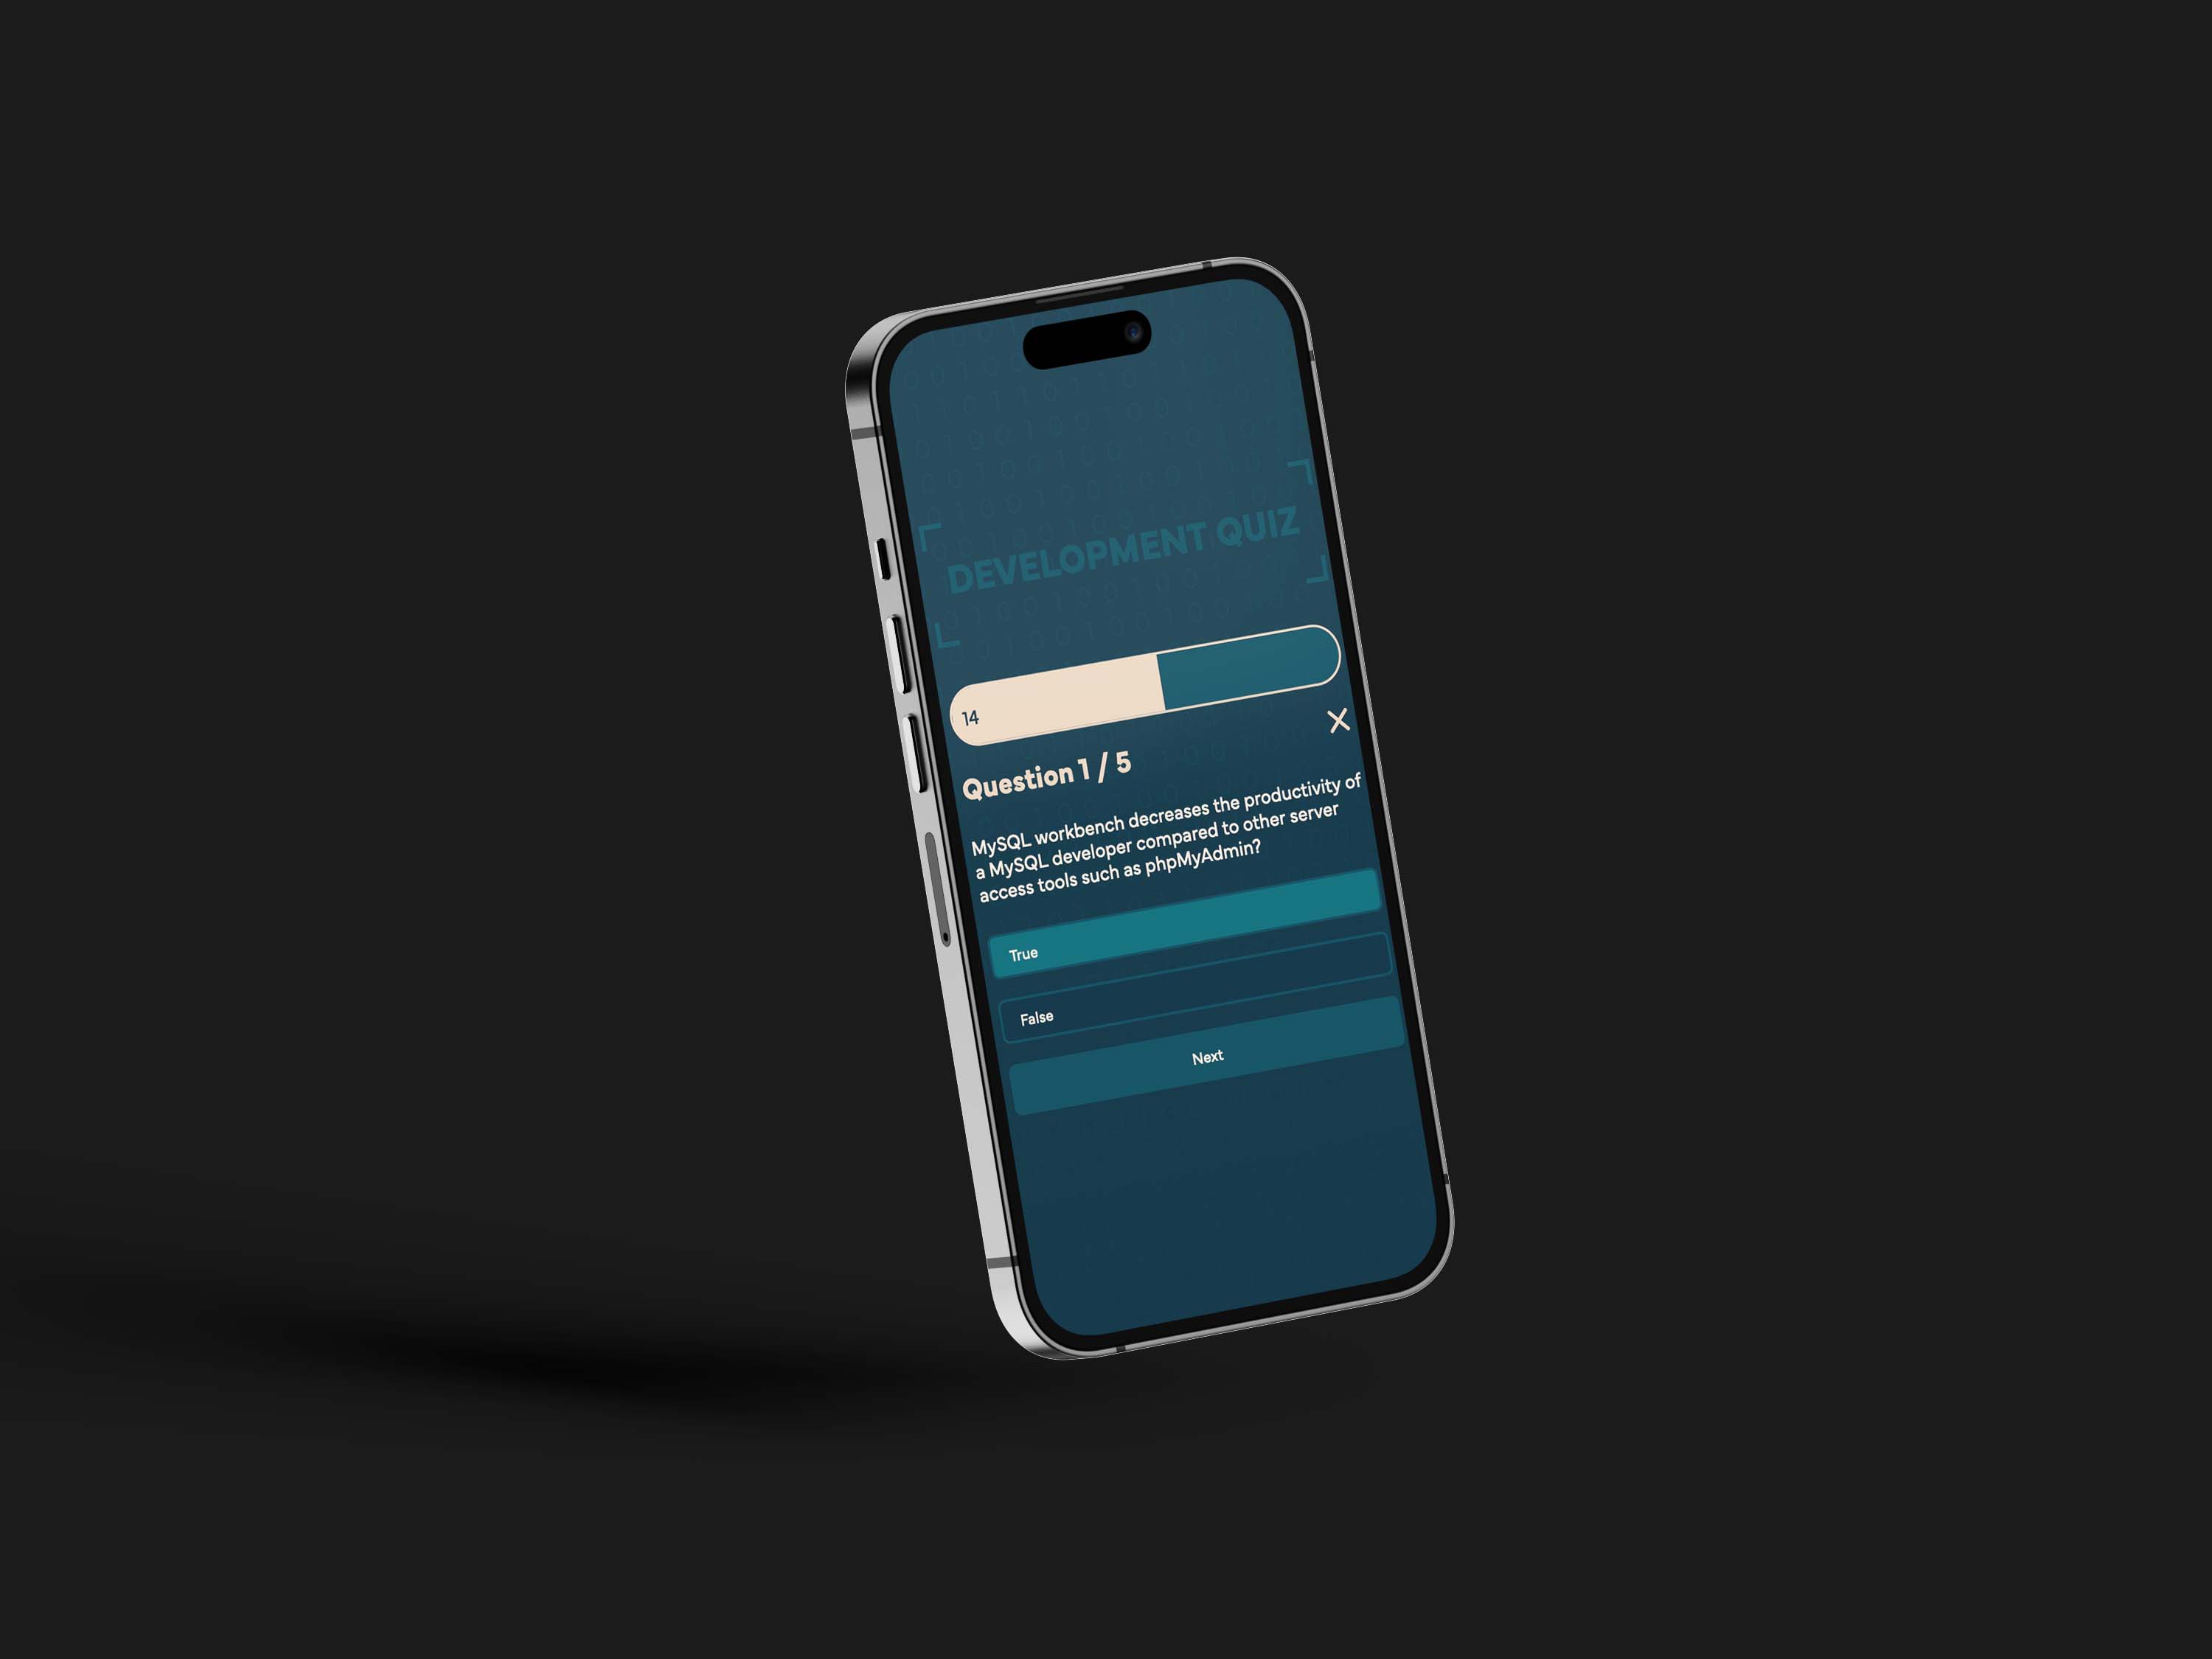 DEVELOPMENT QUIZ
14
Question 1 / 5
MySQL workbench decreases the productivity of
a MySQL developer compared to other server
access tools such as phpMyAdmin?
True
False
Next